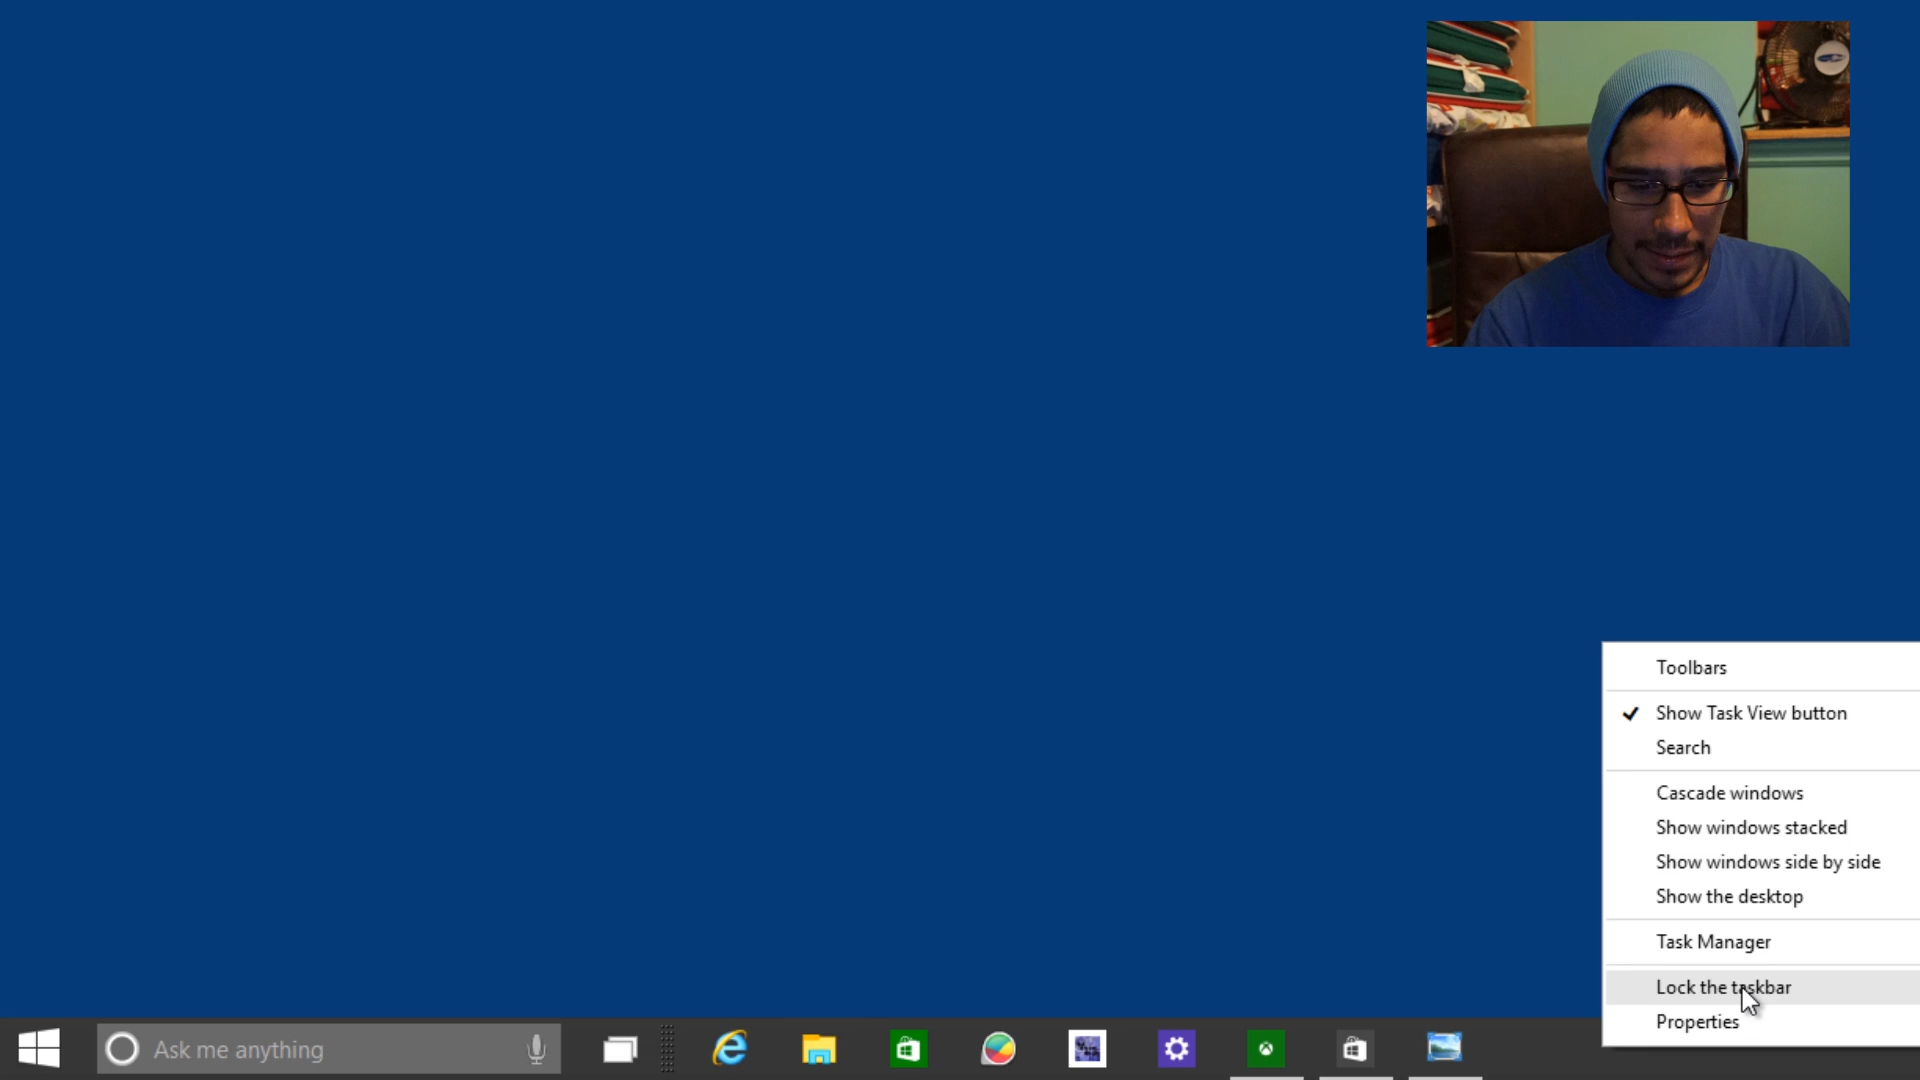 Toolbars
Show Task View button
Search
Cascade windows
Show windows stacked
Show windows side by side
Show the desktop
Task Manager
Lock the taskbar
Properties
Ask me anything